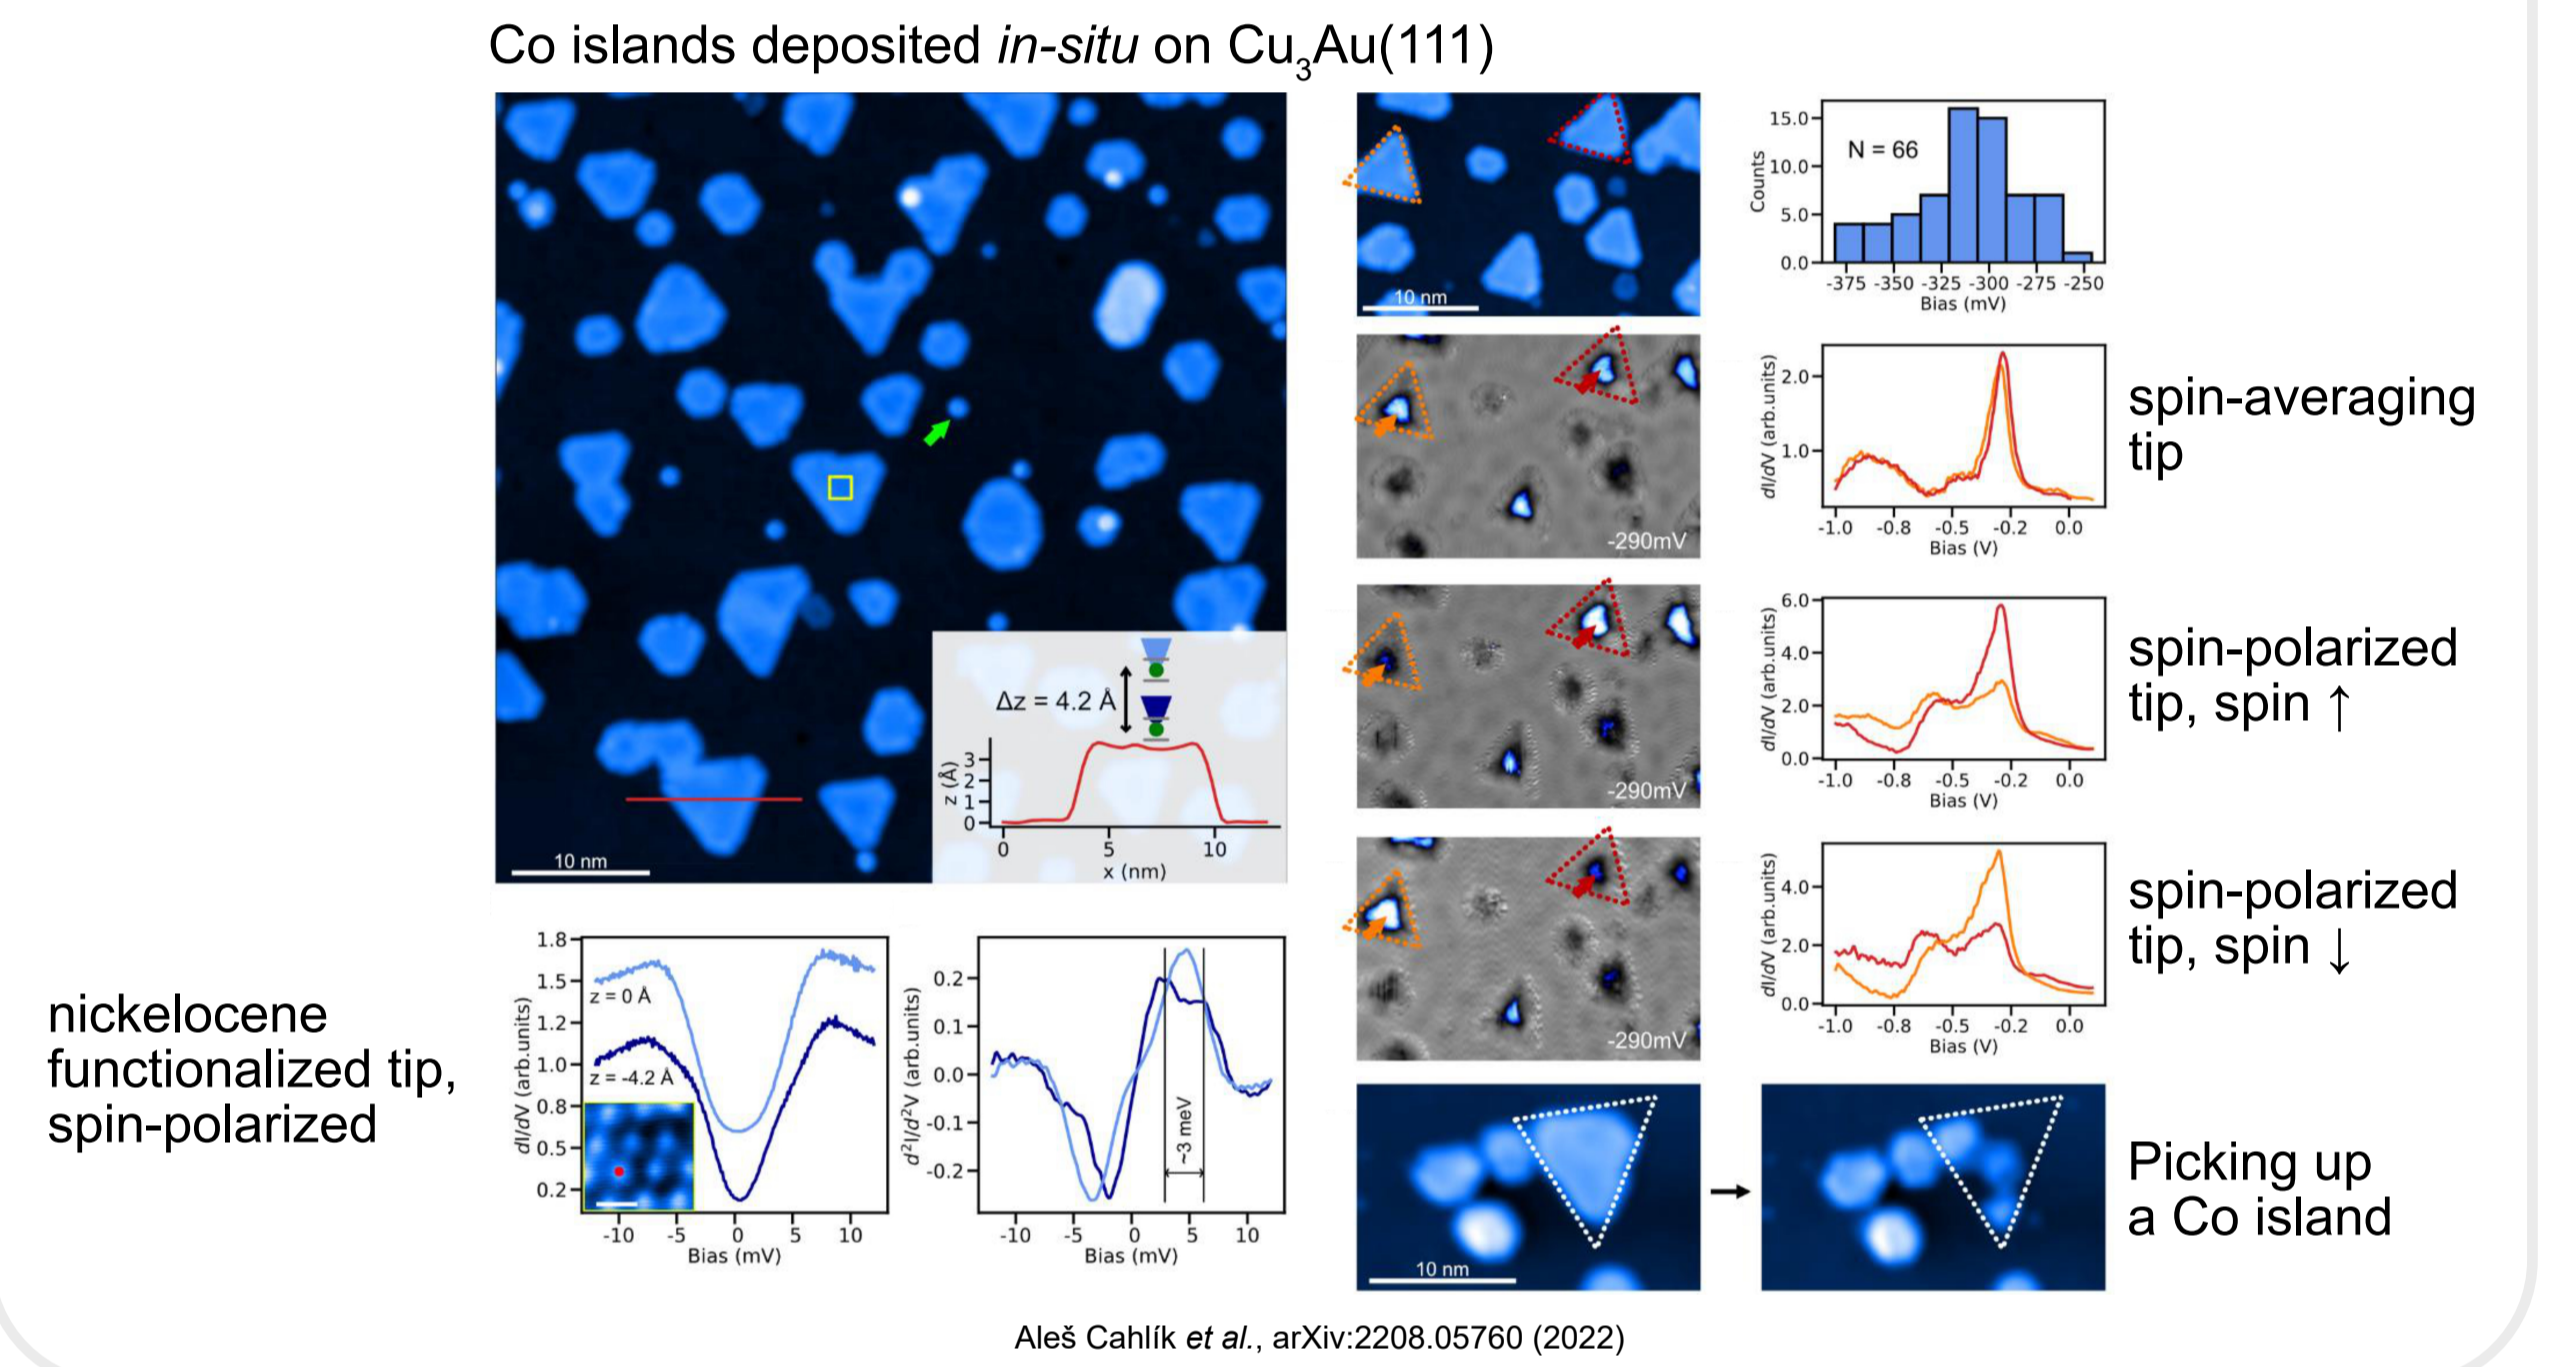 Co islands deposited in-situ on Cu3Au(111)
10 nm
Δz = 4.2 Å
z (Å)
3
2
1
0
0 5 10
x (nm)
10 nm
Counts
15.0
10.0
5.0
0.0
N = 66
-375 -350 -325 -300 -275 -250
Bias (mV)
-290mV
dI/dV (arb.units)
2.0
1.0
-1.0 -0.8 -0.5 -0.2 0.0
Bias (V)
spin-averaging
tip
-290mV
dI/dV (arb.units)
6.0
4.0
2.0
0.0
-1.0 -0.8 -0.5 -0.2 0.0
Bias (V)
spin-polarized
tip, spin ↑
-290mV
dI/dV (arb.units)
4.0
2.0
0.0
-1.0 -0.8 -0.5 -0.2 0.0
Bias (V)
spin-polarized
tip, spin ↓
nickelocene
functionalized tip,
spin-polarized
dI/dV (arb.units)
1.8
1.5
1.2
1.0
0.8
0.5
0.2
z = 0 Å
z = -4.2 Å
-10 -5 0 5 10
Bias (mV)
d²I/d²V (arb.units)
0.2
0.1
0.0
-0.1
-0.2
~3 meV
-10 -5 0 5 10
Bias (mV)
10 nm
Picking up
a Co island
Aleš Cahlík et al., arXiv:2208.05760 (2022)